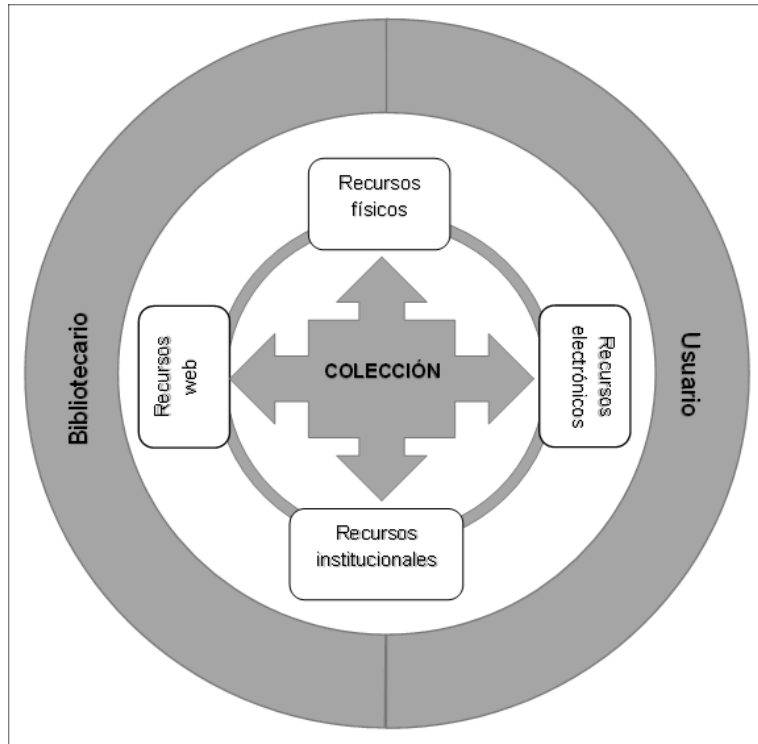 Recursos
físicos
Bibliotecario
Recursos
web
COLECCIÓN
Recursos
electrónicos
Usuario
Recursos
institucionales